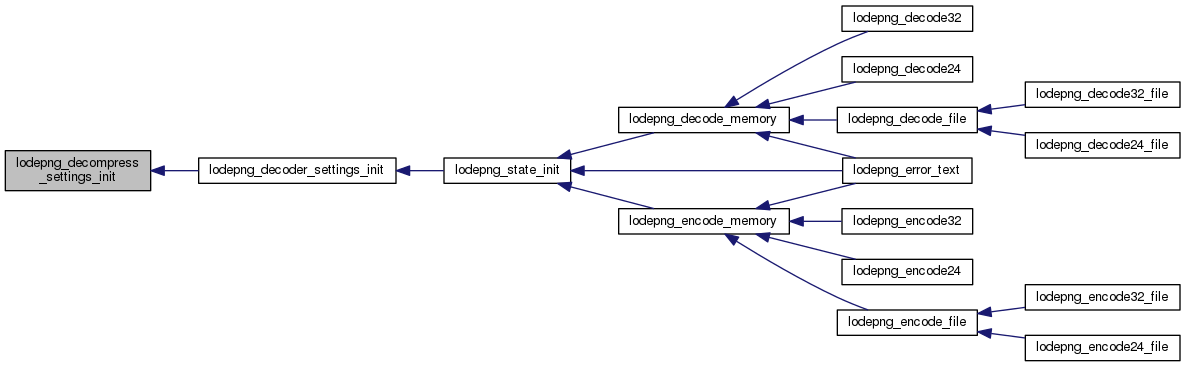 lodepng_decompress
_settings_init
lodepng_decoder_settings_init
lodepng_state_init
lodepng_decode_memory
lodepng_encode_memory
lodepng_decode32
lodepng_decode24
lodepng_decode_file
lodepng_error_text
lodepng_encode32
lodepng_encode24
lodepng_encode_file
lodepng_decode32_file
lodepng_decode24_file
lodepng_encode32_file
lodepng_encode24_file